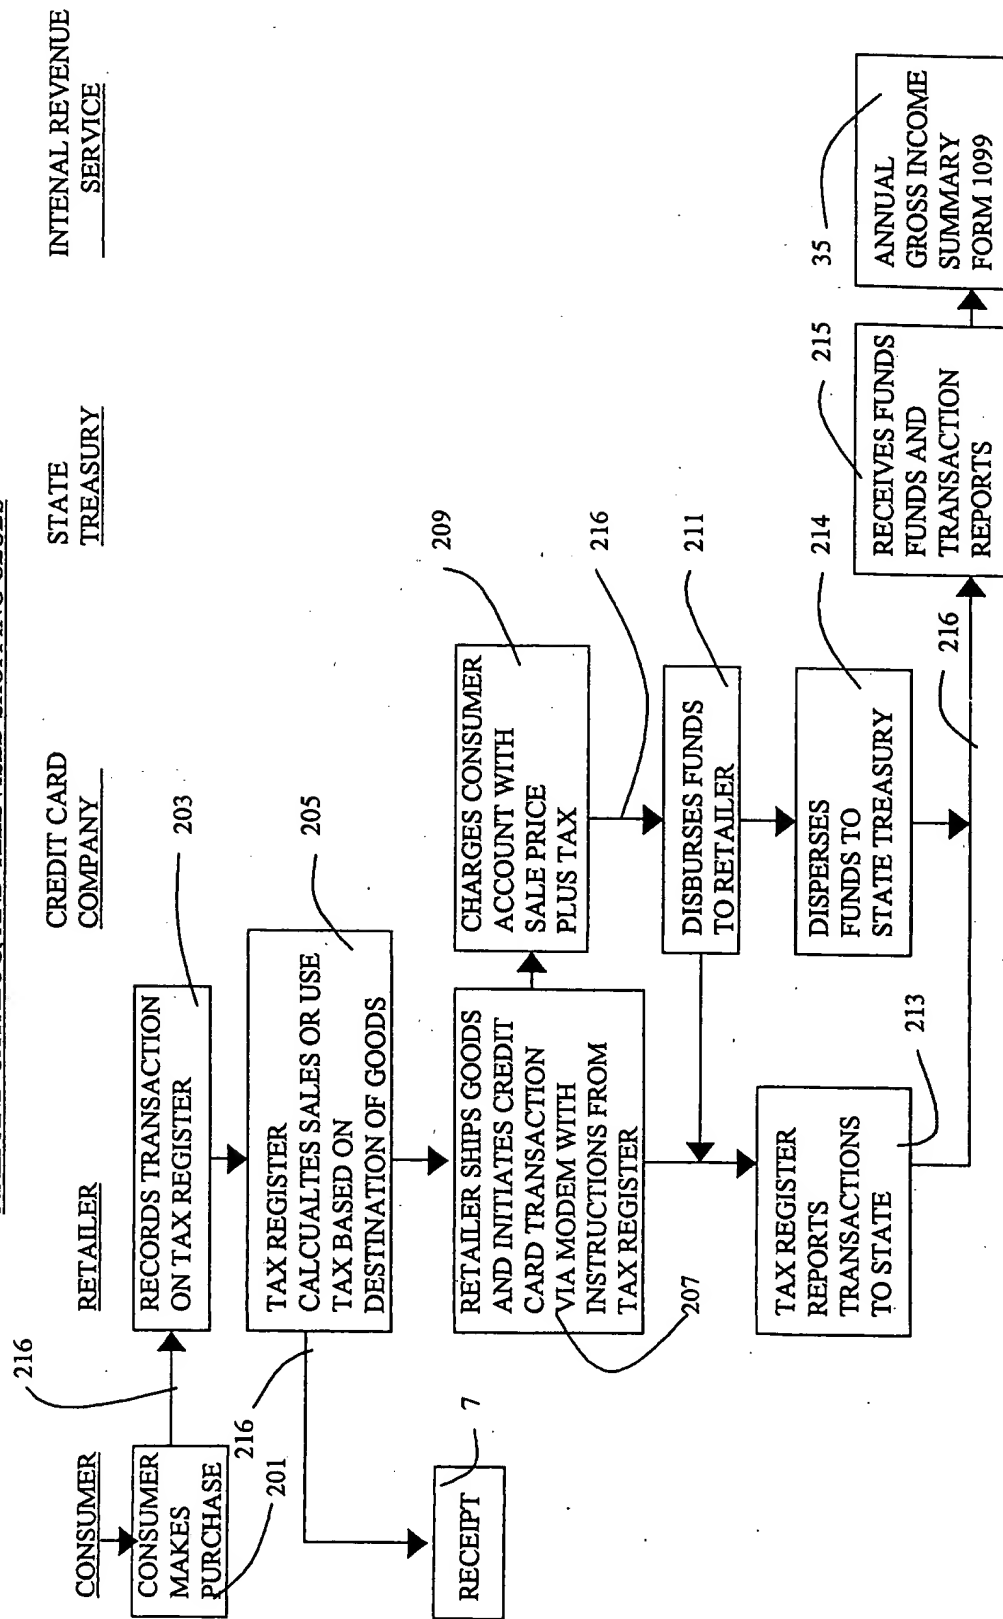 CONSUMER
RETAILER
CREDIT CARD
COMPANY
STATE
TREASURY
INTENAL REVENUE
SERVICE
216
CONSUMER
MAKES
PURCHASE
201
RECORDS TRANSACTION
ON TAX REGISTER
203
TAX REGISTER
CALCUALTES SALES OR USE
TAX BASED ON
DESTINATION OF GOODS
205
216
RECEIPT
7
RETAILER SHIPS GOODS
AND INITIATES CREDIT
CARD TRANSACTION
VIA MODEM WITH
INSTRUCTIONS FROM
TAX REGISTER
207
CHARGES CONSUMER
ACCOUNT WITH
SALE PRICE
PLUS TAX
209
216
DISBURSES FUNDS
TO RETAILER
211
TAX REGISTER
REPORTS
TRANSACTIONS
TO STATE
213
DISPERSES
FUNDS TO
STATE TREASURY
214
216
RECEIVES FUNDS
FUNDS AND
TRANSACTION
REPORTS
215
ANNUAL
GROSS INCOME
SUMMARY
FORM 1099
35